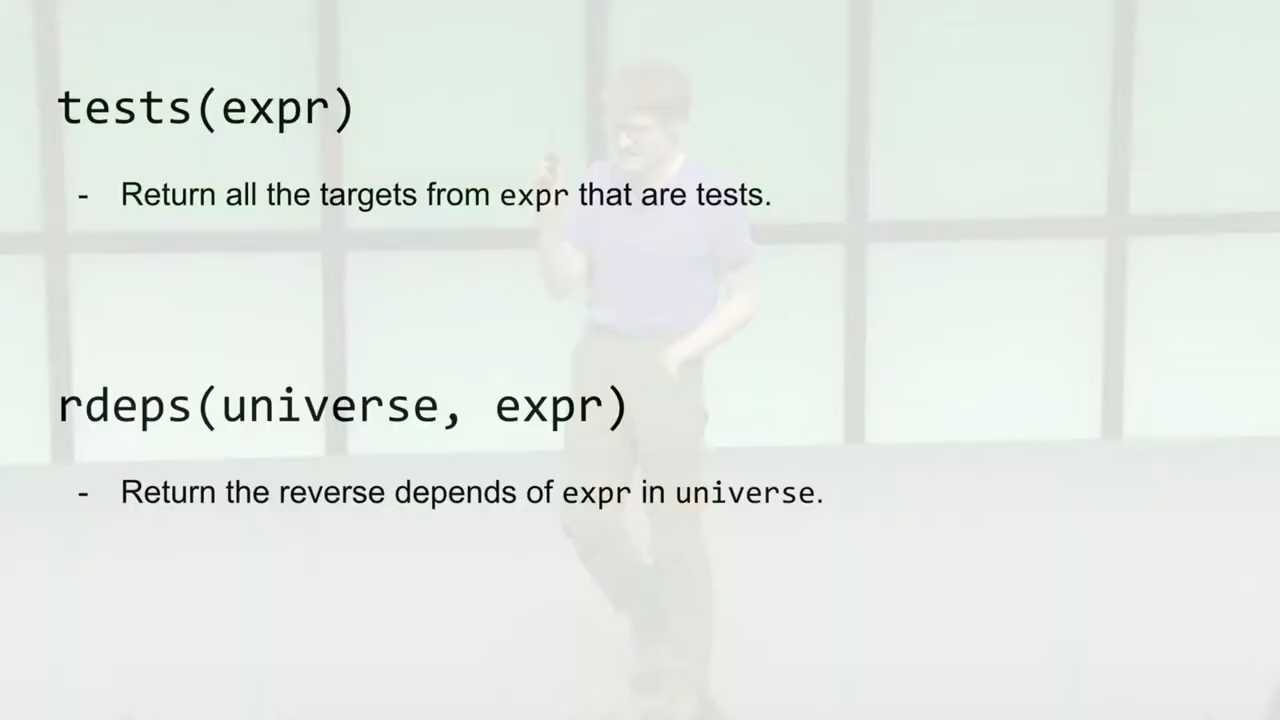 tests(expr)
- Return all the targets from expr that are tests.
rdeps(universe, expr)
- Return the reverse depends of expr in universe.